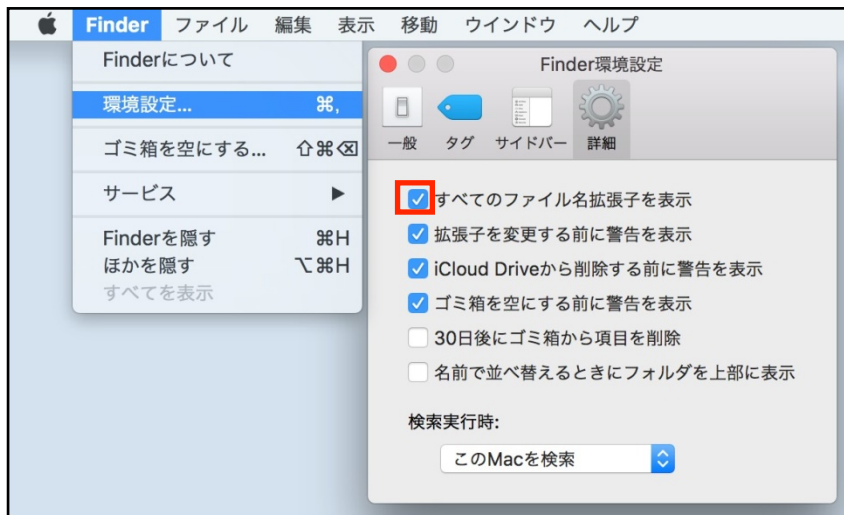 Finder ファイル 編集 表示 移動 ウインドウ ヘルプ
Finderについて
環境設定... ⌘,
ゴミ箱を空にする... ⇧⌘⌫
サービス ▶
Finderを隠す ⌘H
ほかを隠す ⌥⌘H
すべてを表示
Finder環境設定
一般 タグ サイドバー 詳細
すべてのファイル名拡張子を表示
拡張子を変更する前に警告を表示
iCloud Driveから削除する前に警告を表示
ゴミ箱を空にする前に警告を表示
30日後にゴミ箱から項目を削除
名前で並べ替えるときにフォルダを上部に表示
検索実行時:
このMacを検索